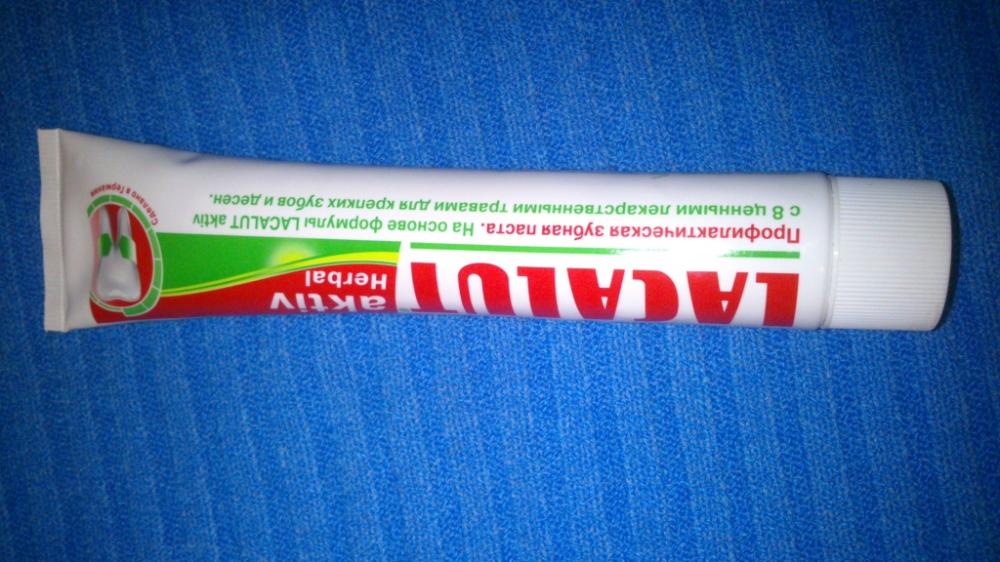 LACALUT
aktiv
Herbal
Профилактическая зубная паста. На основе формулы LACALUT aktiv
с 8 ценными лекарственными травами для крепких зубов и десен.
Сделано в Германии